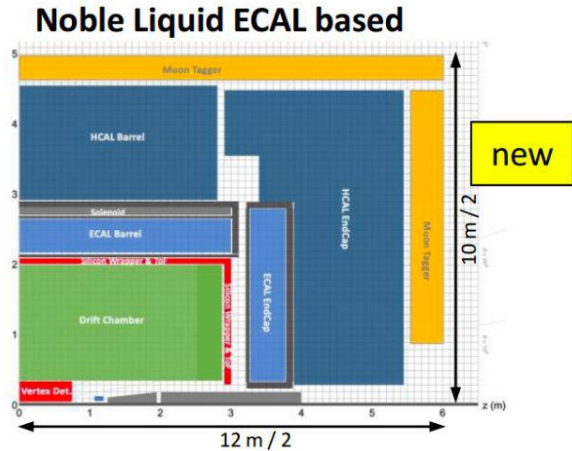 Noble Liquid ECAL based
5
Muon Tagger
4
HCAL Barrel
new
3
HCAL EndCap
Solenoid
ECAL Barrel
10 m / 2
2
Silicon Wrapper & ToF
Muon Tagger
ECAL EndCap
Silicon Wrapper & ToF
Drift Chamber
1
Vertex Det.
0
1 2 3 4 5 6 z (m)
12 m / 2